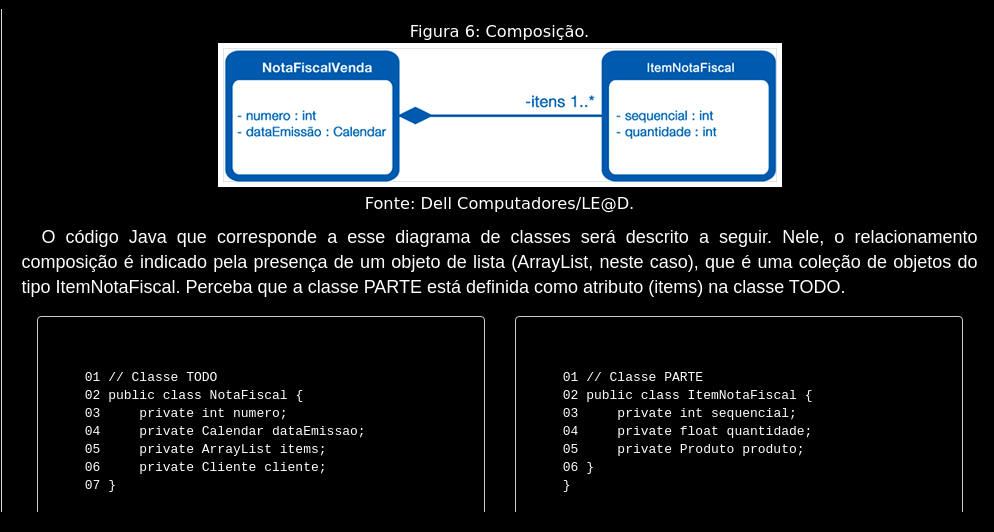 Figura 6: Composição.
NotaFiscalVenda
- numero : int
- dataEmissão : Calendar
-itens 1..*
ItemNotaFiscal
- sequencial : int
- quantidade : int
Fonte: Dell Computadores/LE@D.
O código Java que corresponde a esse diagrama de classes será descrito a seguir. Nele, o relacionamento
composição é indicado pela presença de um objeto de lista (ArrayList, neste caso), que é uma coleção de objetos do
tipo ItemNotaFiscal. Perceba que a classe PARTE está definida como atributo (items) na classe TODO.
01 // Classe TODO
02 public class NotaFiscal {
03     private int numero;
04     private Calendar dataEmissao;
05     private ArrayList items;
06     private Cliente cliente;
07 }
01 // Classe PARTE
02 public class ItemNotaFiscal {
03     private int sequencial;
04     private float quantidade;
05     private Produto produto;
06 }
}